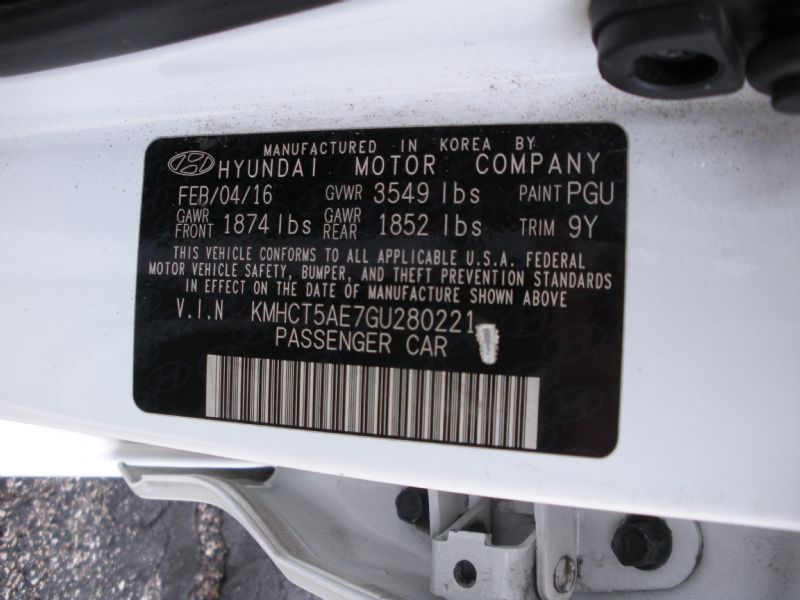 MANUFACTURED IN KOREA BY
HYUNDAI MOTOR COMPANY
FEB/04/16 GVWR 3549 lbs PAINT PGU
GAWR FRONT 1874 lbs GAWR REAR 1852 lbs TRIM 9Y
THIS VEHICLE CONFORMS TO ALL APPLICABLE U.S.A. FEDERAL
MOTOR VEHICLE SAFETY, BUMPER, AND THEFT PREVENTION STANDARDS
IN EFFECT ON THE DATE OF MANUFACTURE SHOWN ABOVE
V.I.N KMHCT5AE7GU280221
PASSENGER CAR